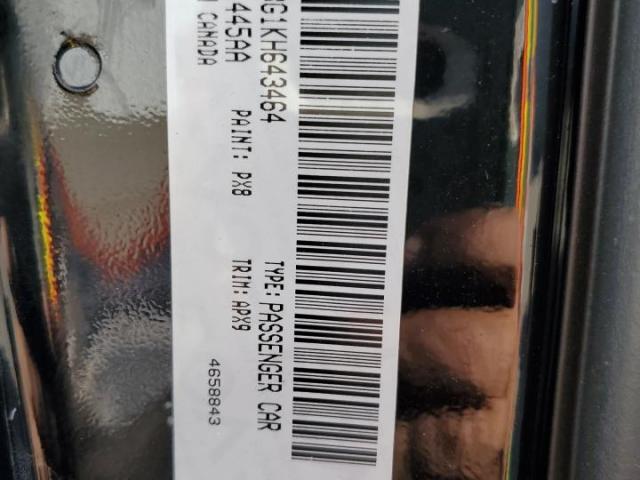 G1KH643464 TYPE: PASSENGER CAR
445AA PAINT: PX8 TRIM: APX9
CANADA 4658843